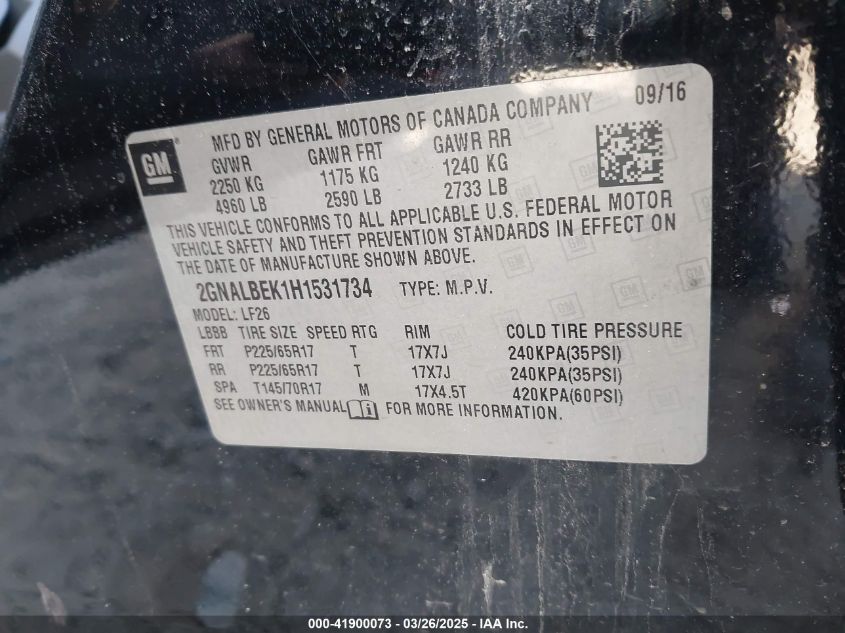 09/16
GM
MFD BY GENERAL MOTORS OF CANADA COMPANY
GVWR GAWR FRT GAWR RR
2250 KG 1175 KG 1240 KG
4960 LB 2590 LB 2733 LB
THIS VEHICLE CONFORMS TO ALL APPLICABLE U.S. FEDERAL MOTOR
VEHICLE SAFETY AND THEFT PREVENTION STANDARDS IN EFFECT ON
THE DATE OF MANUFACTURE SHOWN ABOVE.
2GNALBEK1H1531734 TYPE: M.P.V.
MODEL: LF26
LBBB TIRE SIZE SPEED RTG RIM COLD TIRE PRESSURE
FRT P225/65R17 T 17X7J 240KPA(35PSI)
RR P225/65R17 T 17X7J 240KPA(35PSI)
SPA T145/70R17 M 17X4.5T 420KPA(60PSI)
SEE OWNER'S MANUAL i FOR MORE INFORMATION.
000-41900073 — 03/26/2025 — IAA Inc.